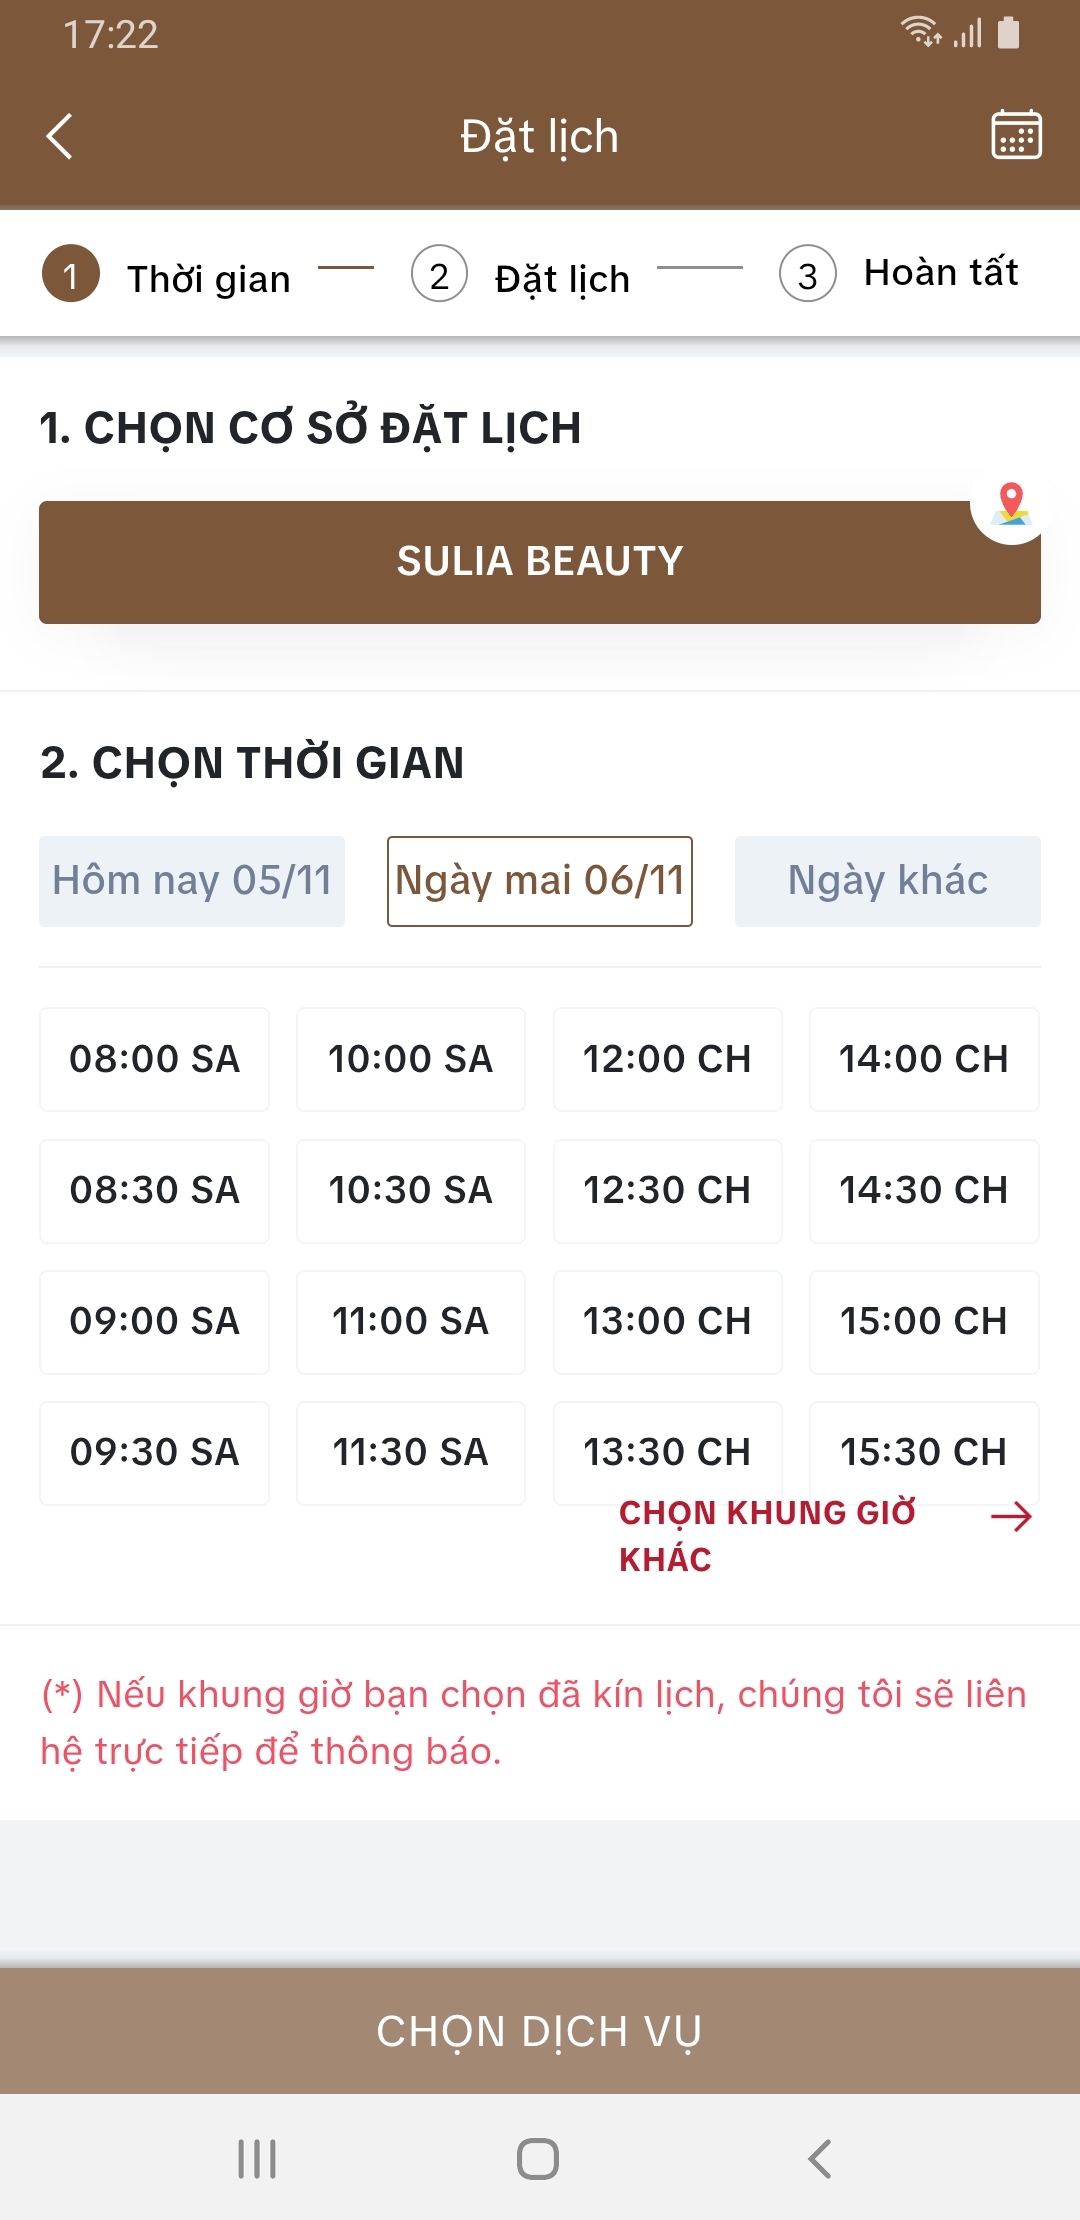 17:22
Đặt lịch
1 Thời gian 2 Đặt lịch 3 Hoàn tất
1. CHỌN CƠ SỞ ĐẶT LỊCH
SULIA BEAUTY
2. CHỌN THỜI GIAN
Hôm nay 05/11 Ngày mai 06/11 Ngày khác
08:00 SA 10:00 SA 12:00 CH 14:00 CH
08:30 SA 10:30 SA 12:30 CH 14:30 CH
09:00 SA 11:00 SA 13:00 CH 15:00 CH
09:30 SA 11:30 SA 13:30 CH 15:30 CH
CHỌN KHUNG GIỜ
KHÁC
(*) Nếu khung giờ bạn chọn đã kín lịch, chúng tôi sẽ liên
hệ trực tiếp để thông báo.
CHỌN DỊCH VỤ